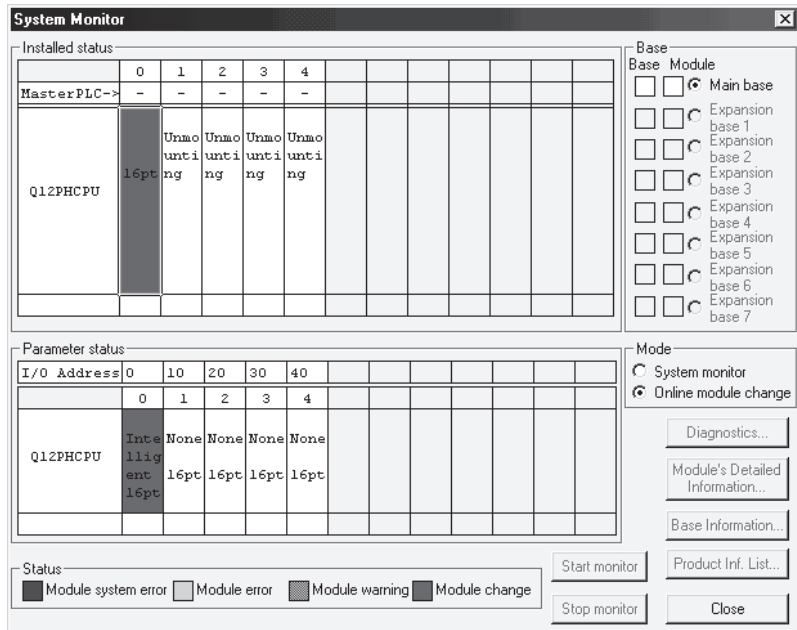 System Monitor
Installed status
0 1 2 3 4
MasterPLC-> - - - - -
Q12PHCPU
16pt
Unmo Unmo Unmo Unmo
unti unti unti unti
ng ng ng ng
Base
Base Module
Main base
Expansion
base 1
Expansion
base 2
Expansion
base 3
Expansion
base 4
Expansion
base 5
Expansion
base 6
Expansion
base 7
Parameter status
I/O Address 0 10 20 30 40
0 1 2 3 4
Q12PHCPU
Inte None None None None
llig
ent 16pt 16pt 16pt 16pt
16pt
Mode
System monitor
Online module change
Diagnostics...
Module's Detailed
Information...
Base Information...
Product Inf. List...
Close
Status
Module system error Module error Module warning Module change
Start monitor
Stop monitor